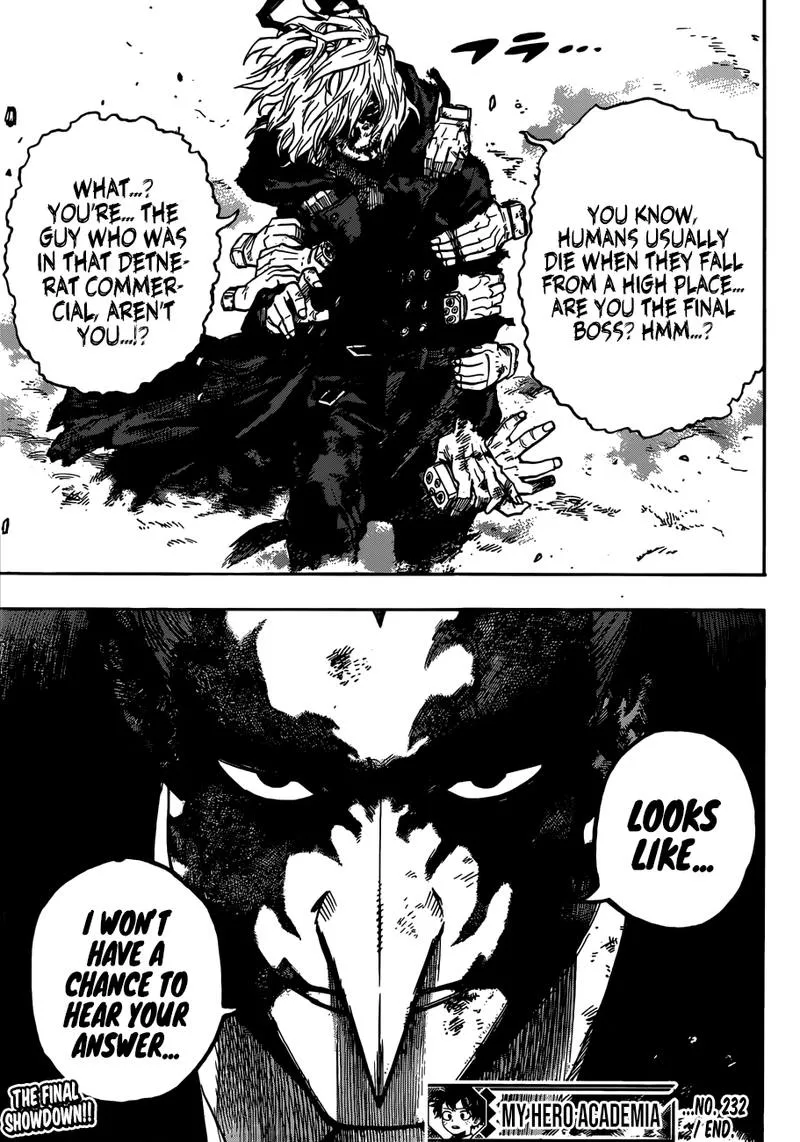 フラ…
YOU KNOW,
HUMANS USUALLY
DIE WHEN THEY FALL
FROM A HIGH PLACE...
ARE YOU THE FINAL
BOSS? HMM...?
WHAT...?
YOU'RE... THE
GUY WHO WAS
IN THAT DETNE-
RAT COMMER-
CIAL, AREN'T
YOU...!?
LOOKS
LIKE...
I WON'T
HAVE A
CHANCE TO
HEAR YOUR
ANSWER...
THE FINAL
SHOWDOWN!!
MY HERO ACADEMIA
...NO. 232
/ END.